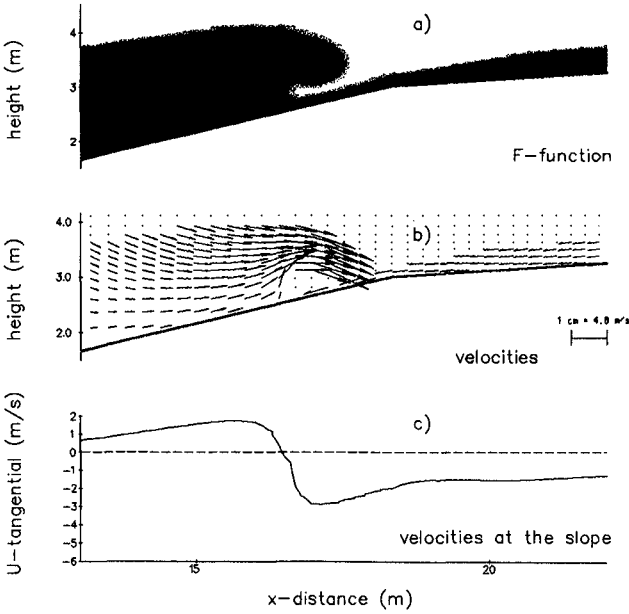 height (m)
4
3
2
a)
F-function
height (m)
4.0
3.0
2.0
b)
1 cm = 4.0 m/s
velocities
U-tangential (m/s)
2
1
0
-1
-2
-3
-4
-5
-6
c)
velocities at the slope
15
20
x-distance (m)